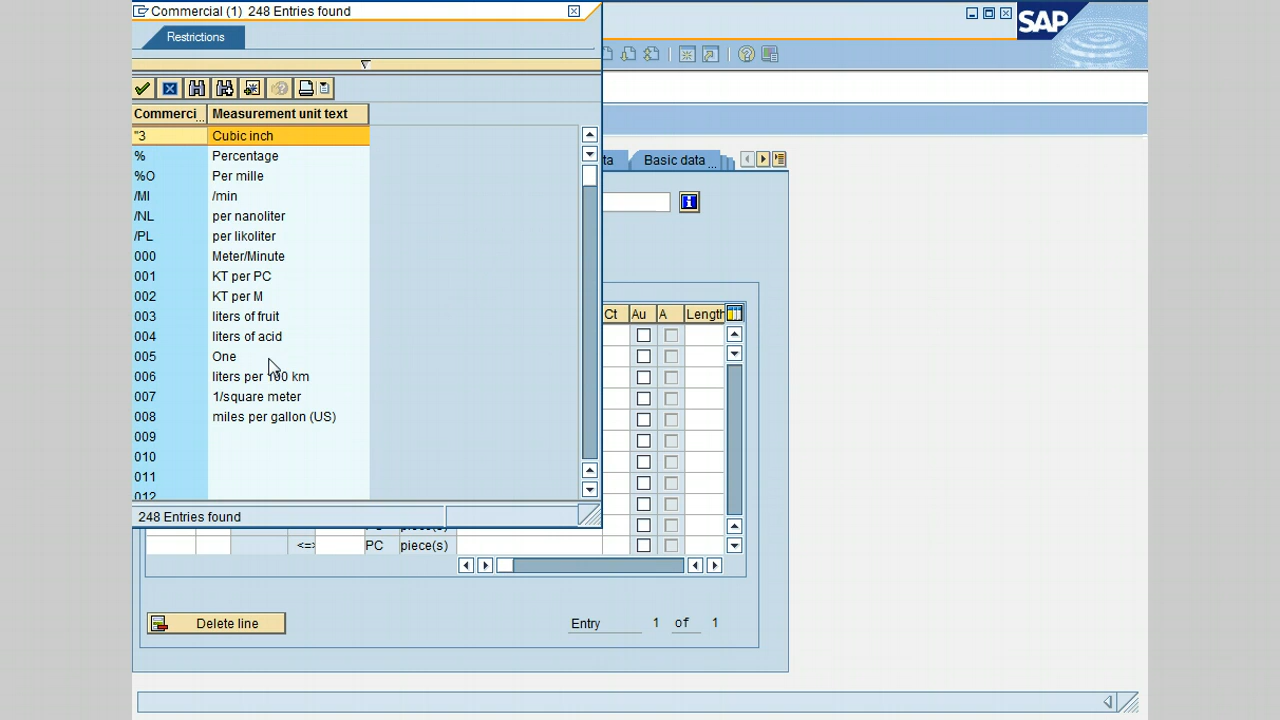 Commercial (1)  248 Entries found
SAP
Restrictions
Commerci... Measurement unit text
"3 Cubic inch
% Percentage
%O Per mille
/MI /min
/NL per nanoliter
/PL per likoliter
000 Meter/Minute
001 KT per PC
002 KT per M
003 liters of fruit
004 liters of acid
005 One
006 liters per 100 km
007 1/square meter
008 miles per gallon (US)
009
010
011
012
248 Entries found
ta Basic data ...
Ct Au A Length
<=> PC piece(s)
Delete line
Entry 1 of 1